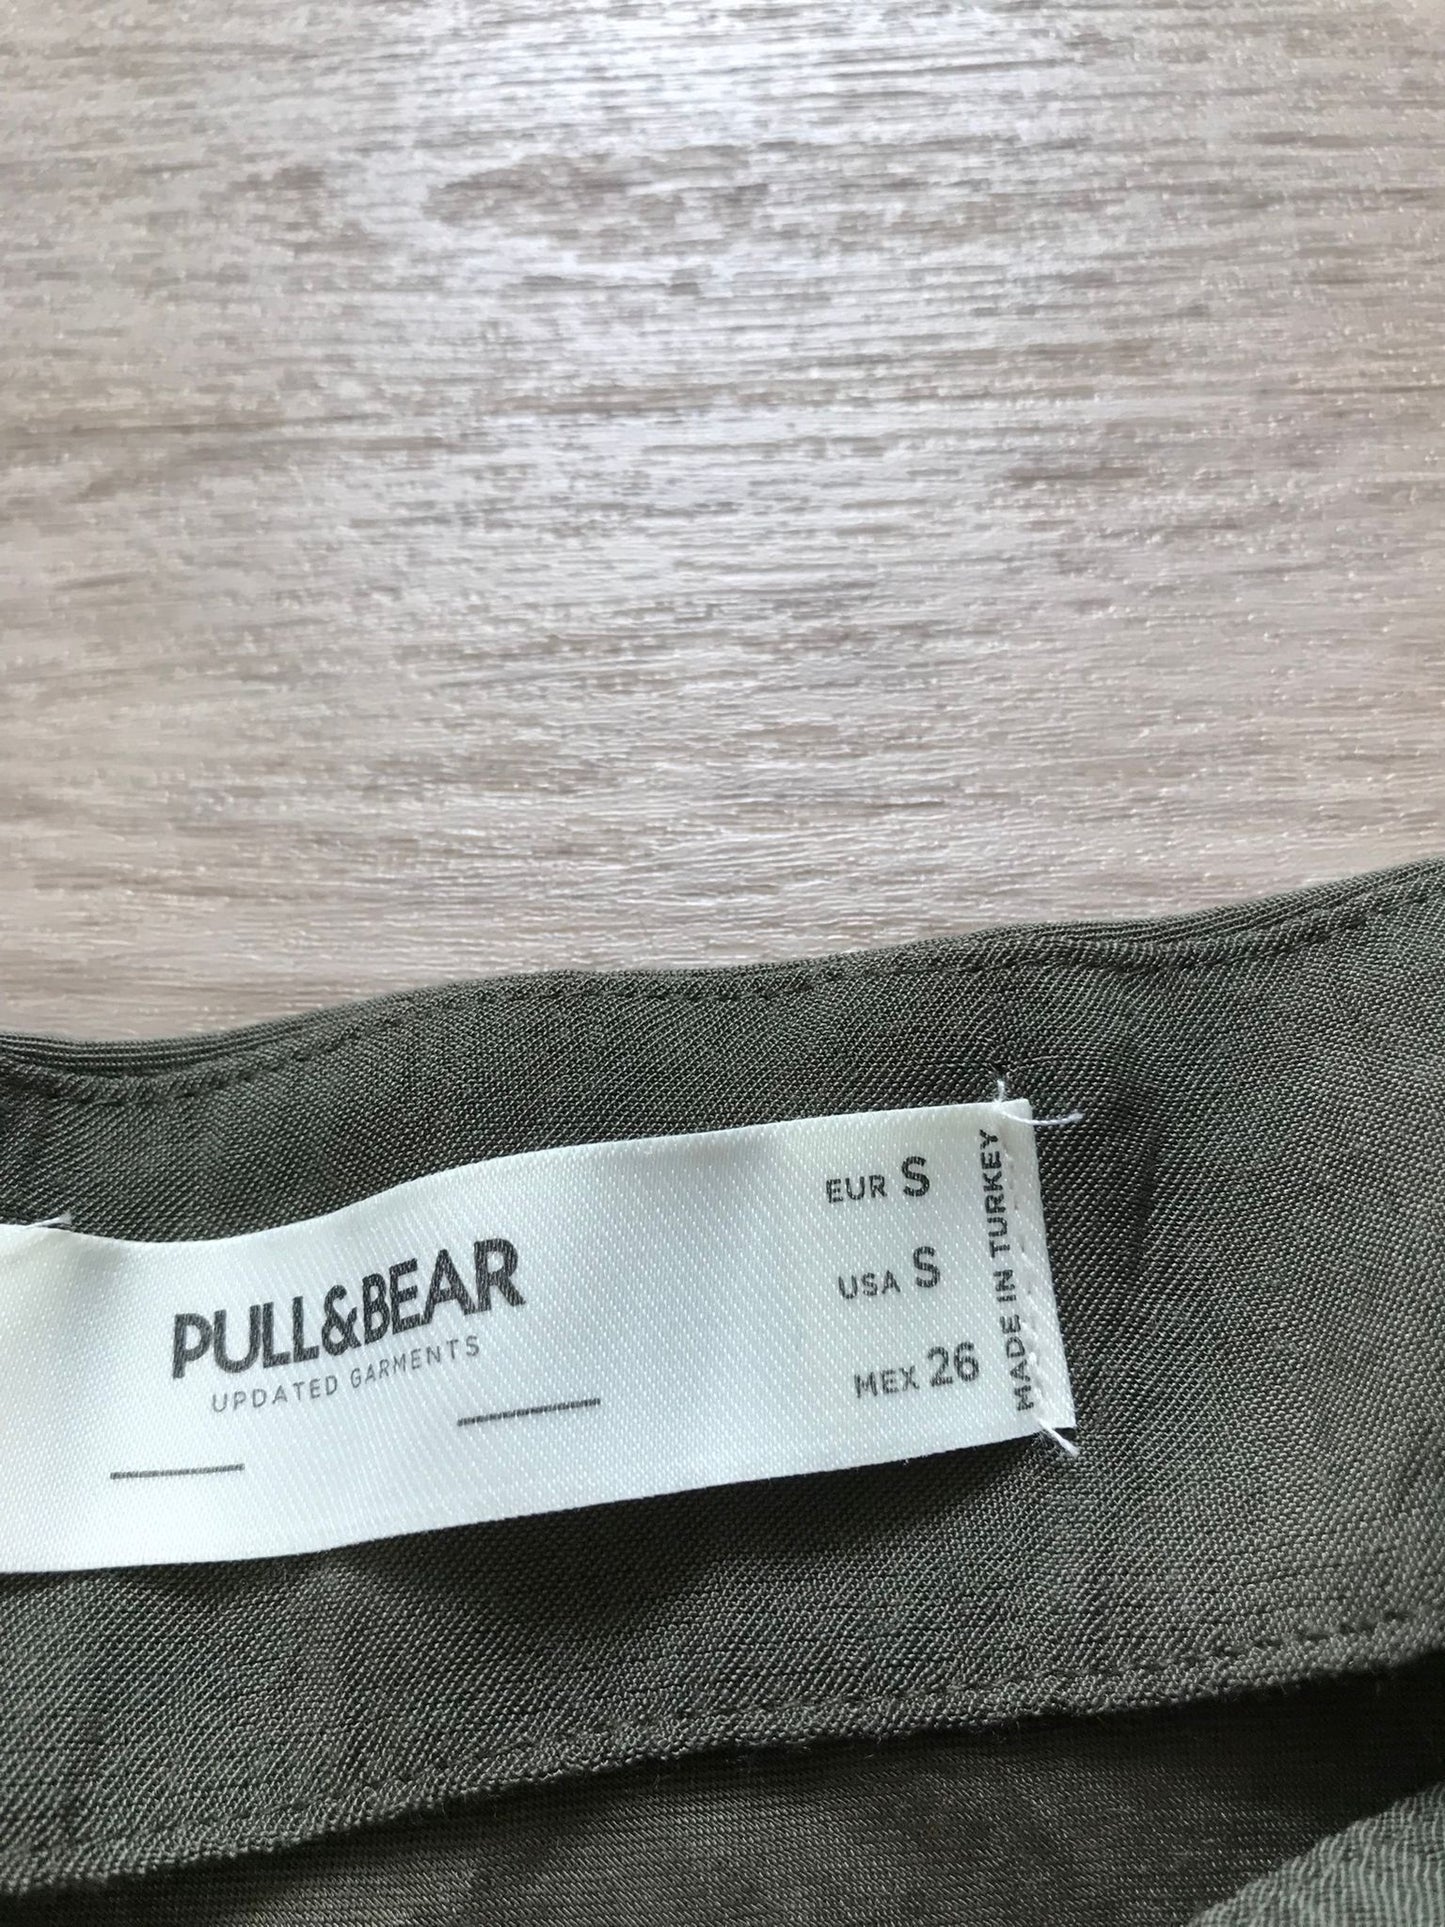 PULL&BEAR
UPDATED GARMENTS
EUR S
USA S
MEX 26
MADE IN TURKEY